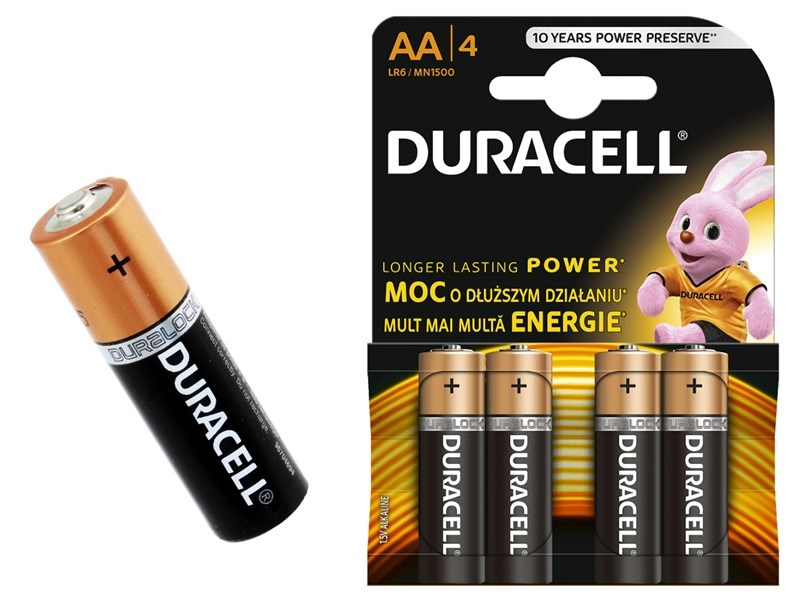 AA|4
LR6 / MN1500
10 YEARS POWER PRESERVE**
DURACELL®
LONGER LASTING POWER*
MOC O DŁUŻSZYM DZIAŁANIU*
MULT MAI MULTĂ ENERGIE*
DURACELL
+
DURALOCK
DURACELL®
+
+
+
+
DURALOCK
DURALOCK
DURALOCK
DURALOCK
DURACELL
DURACELL
DURACELL
DURACELL
1.5V ALKALINE